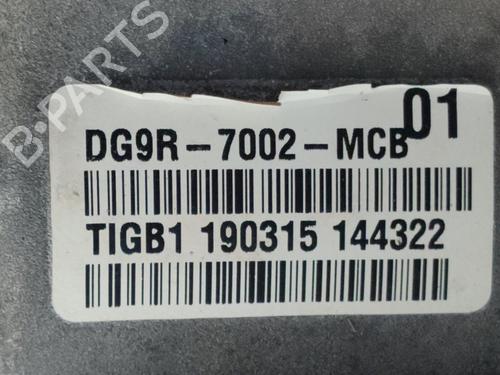 B-PARTS
01
DG9R-7002-MCB
TIGB1 190315 144322